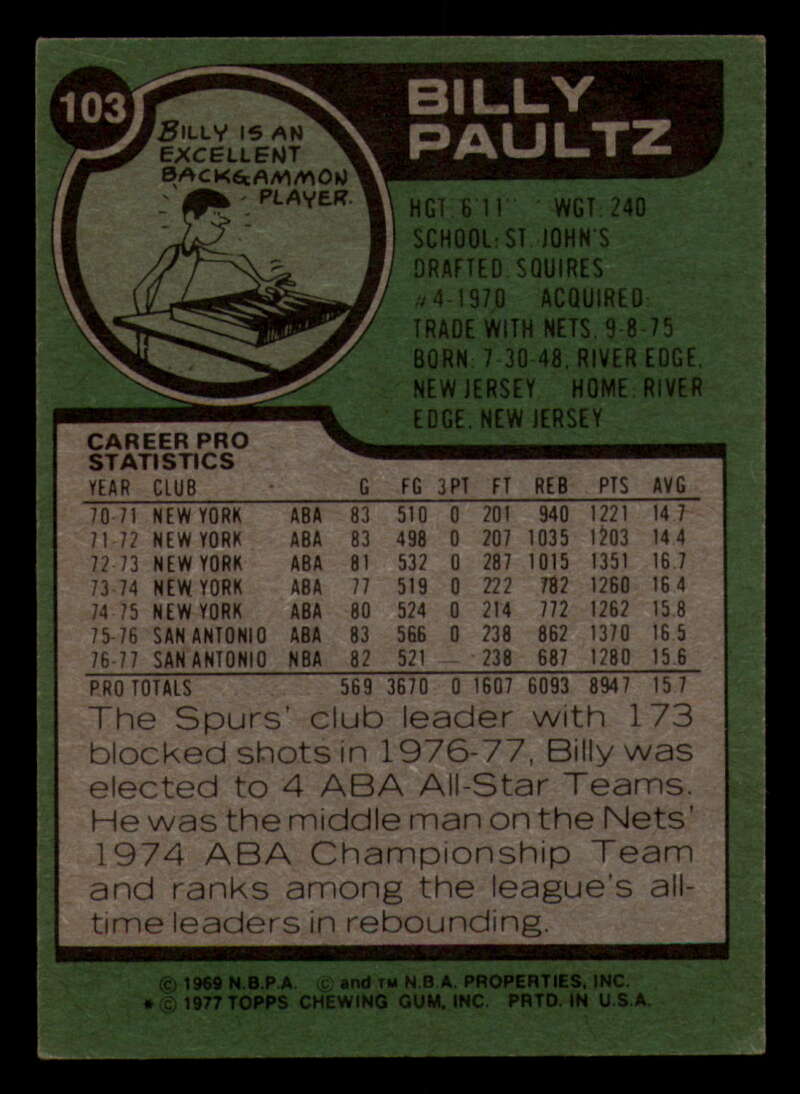 103
BILLY IS AN
EXCELLENT
BACKGAMMON
PLAYER.
BILLY
PAULTZ
HGT: 6'11" WGT: 240
SCHOOL: ST. JOHN'S
DRAFTED: SQUIRES
#4-1970 ACQUIRED:
TRADE WITH NETS, 9-8-75
BORN: 7-30-48, RIVER EDGE,
NEW JERSEY HOME: RIVER
EDGE, NEW JERSEY
CAREER PRO
STATISTICS
YEAR CLUB G FG 3PT FT REB PTS AVG
70-71 NEW YORK ABA 83 510 0 201 940 1221 14.7
71-72 NEW YORK ABA 83 498 0 207 1035 1203 14.4
72-73 NEW YORK ABA 81 532 0 287 1015 1351 16.7
73-74 NEW YORK ABA 77 519 0 222 782 1260 16.4
74-75 NEW YORK ABA 80 524 0 214 772 1262 15.8
75-76 SAN ANTONIO ABA 83 566 0 238 862 1370 16.5
76-77 SAN ANTONIO NBA 82 521 — 238 687 1280 15.6
PRO TOTALS 569 3670 0 1607 6093 8947 15.7
The Spurs' club leader with 173
blocked shots in 1976-77, Billy was
elected to 4 ABA All-Star Teams.
He was the middle man on the Nets'
1974 ABA Championship Team
and ranks among the league's all-
time leaders in rebounding.
© 1969 N.B.P.A. © and TM N.B.A. PROPERTIES, INC.
* © 1977 TOPPS CHEWING GUM, INC. PRTD. IN U.S.A.